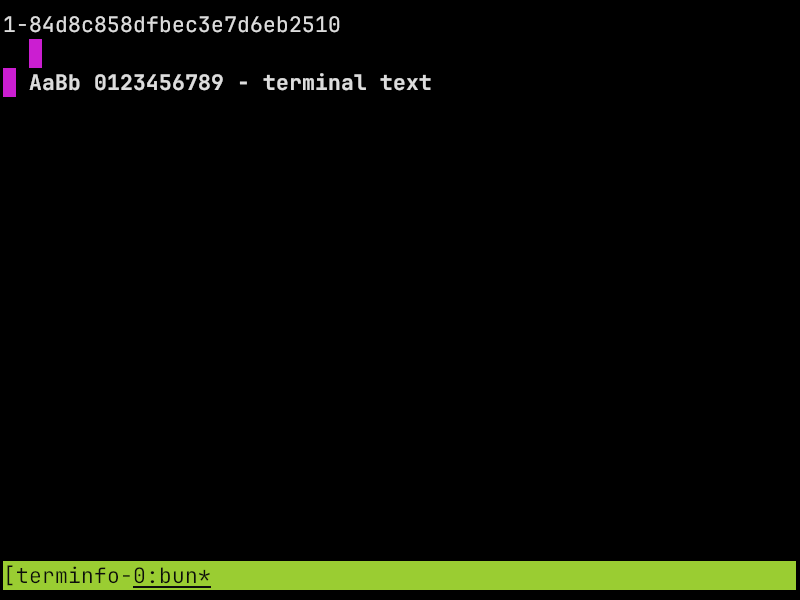 1-84d8c858dfbec3e7d6eb2510
AaBb 0123456789 - terminal text
[terminfo-0:bun*